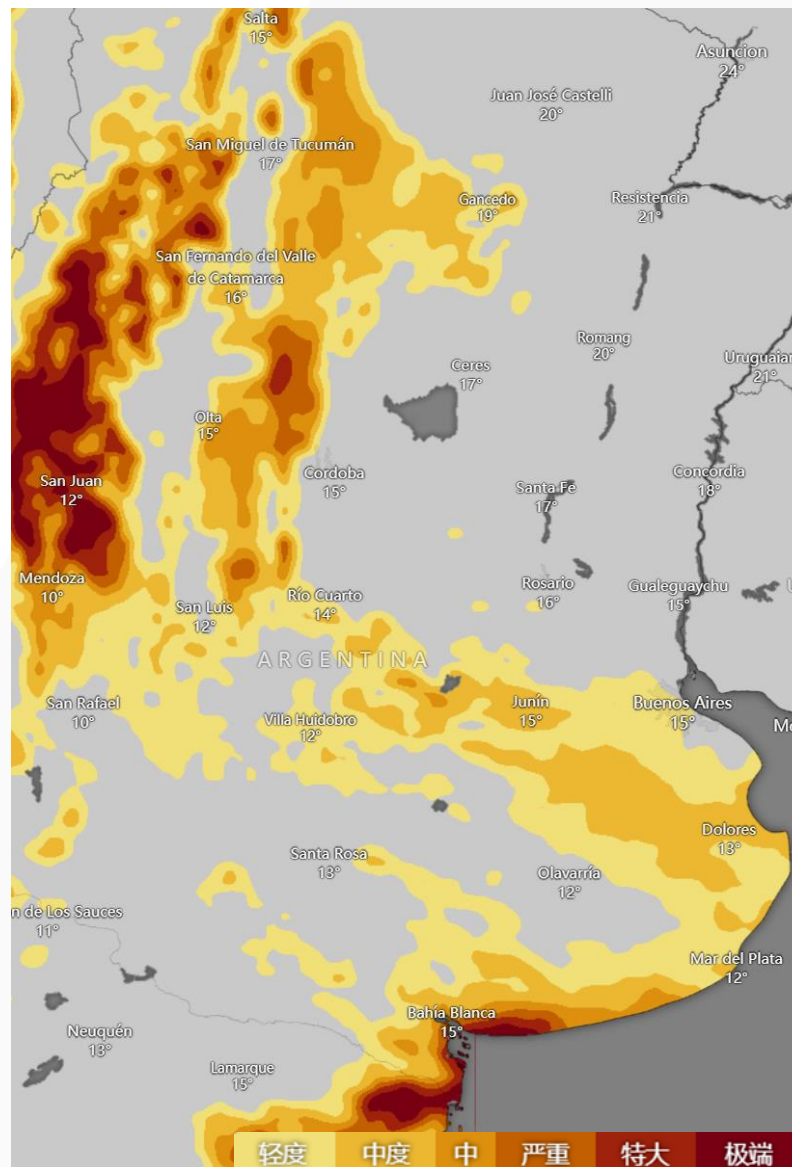 Salta
15°
Asuncion
24°
Juan José Castelli
20°
San Miguel de Tucumán
17°
Gancedo
19°
Resistencia
21°
San Fernando del Valle
de Catamarca
16°
Romang
20°
Ceres
17°
Uruguaian
21°
Olta
15°
Cordoba
15°
San Juan
12°
Santa Fe
17°
Concordia
18°
Mendoza
10°
Rosario
16°
Gualeguaychu
15°
San Luis
12°
Río Cuarto
14°
ARGENTINA
San Rafael
10°
Villa Huidobro
12°
Junín
15°
Buenos Aires
15°
Mo
Dolores
13°
Santa Rosa
13°
Olavarría
12°
n de Los Sauces
11°
Mar del Plata
12°
Bahía Blanca
15°
Neuquén
13°
Lamarque
15°
轻度 中度 中 严重 特大 极端